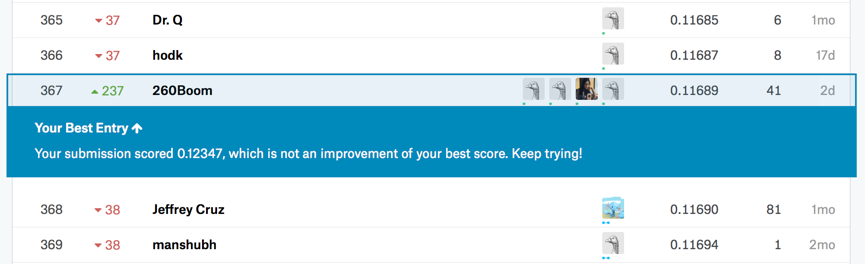 365 37 Dr. Q 0.11685 6 1mo
366 37 hodk 0.11687 8 17d
367 237 260Boom 0.11689 41 2d
Your Best Entry
Your submission scored 0.12347, which is not an improvement of your best score. Keep trying!
368 38 Jeffrey Cruz 0.11690 81 1mo
369 38 manshubh 0.11694 1 2mo